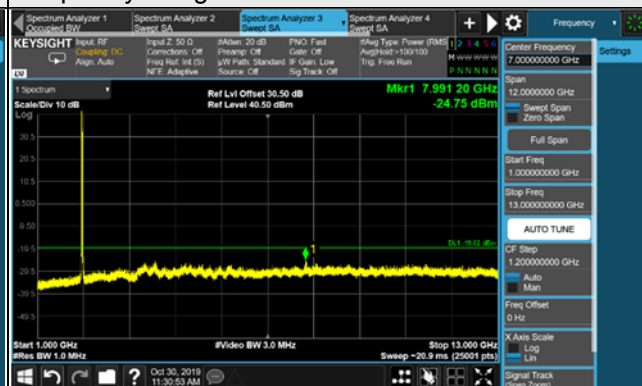 Spectrum Analyzer 1
Occupied BW
Spectrum Analyzer 2
Swept SA
Spectrum Analyzer 3
Swept SA
Spectrum Analyzer 4
Swept SA
Frequency
KEYSIGHT
Input: RF
Coupling: DC
Align: Auto
Input Z: 50 Ω
Corrections: Off
Freq Ref: Int (S)
NFE: Adaptive
#Atten: 20 dB
Preamp: Off
µW Path: Standard
Source: Off
PNO: Fast
Gate: Off
IF Gain: Low
Sig Track: Off
#Avg Type: Power (RMS
Avg|Hold:>100/100
Trig: Free Run
1 2 3 4 5 6
M W W W W W
P N N N N N
LXI
1 Spectrum
Scale/Div 10 dB
Ref Lvl Offset 30.50 dB
Ref Level 40.50 dBm
Mkr1 7.991 20 GHz
-24.75 dBm
Log
30.5
20.5
10.5
0.500
-9.50
-19.5
-29.5
-39.5
-49.5
1
Start 1.000 GHz
#Res BW 1.0 MHz
#Video BW 3.0 MHz
Stop 13.000 GHz
Sweep ~20.9 ms (25001 pts)
Oct 30, 2019
11:30:53 AM
Center Frequency
7.000000000 GHz
Settings
Span
12.0000000 GHz
Swept Span
Zero Span
Full Span
Start Freq
1.000000000 GHz
Stop Freq
13.000000000 GHz
AUTO TUNE
CF Step
1.200000000 GHz
Auto
Man
Freq Offset
0 Hz
X Axis Scale
Log
Lin
Signal Track
(Span Zoom)